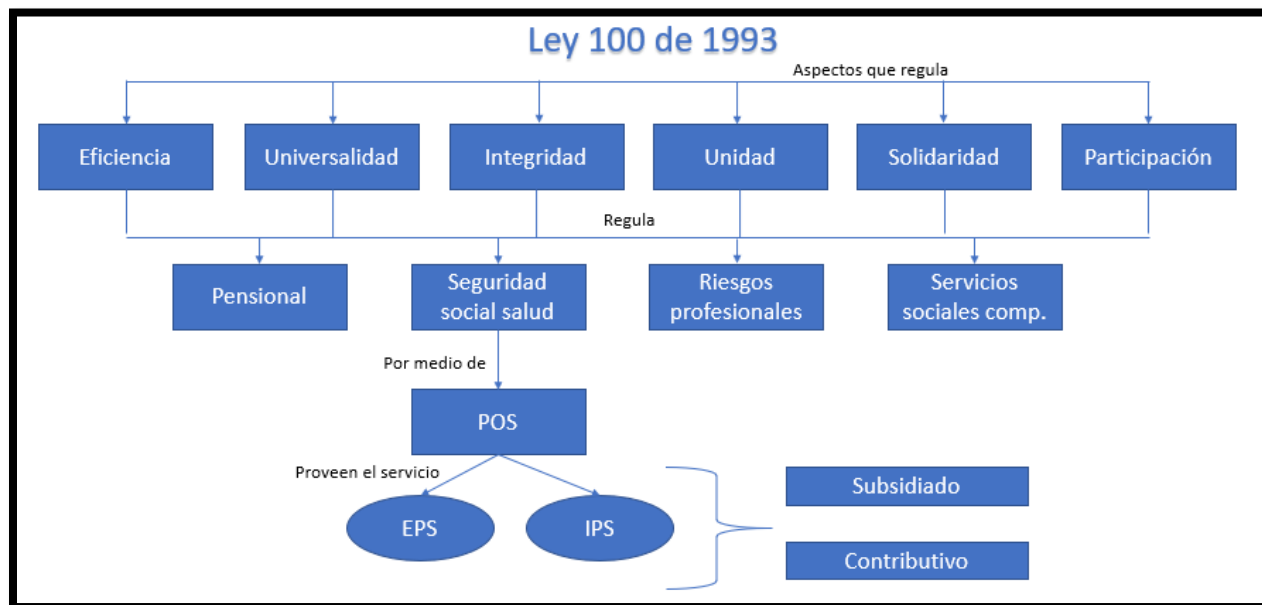 Ley 100 de 1993
Aspectos que regula
Eficiencia
Universalidad
Integridad
Unidad
Solidaridad
Participación
Regula
Pensional
Seguridad
social salud
Riesgos
profesionales
Servicios
sociales comp.
Por medio de
POS
Proveen el servicio
EPS
IPS
Subsidiado
Contributivo